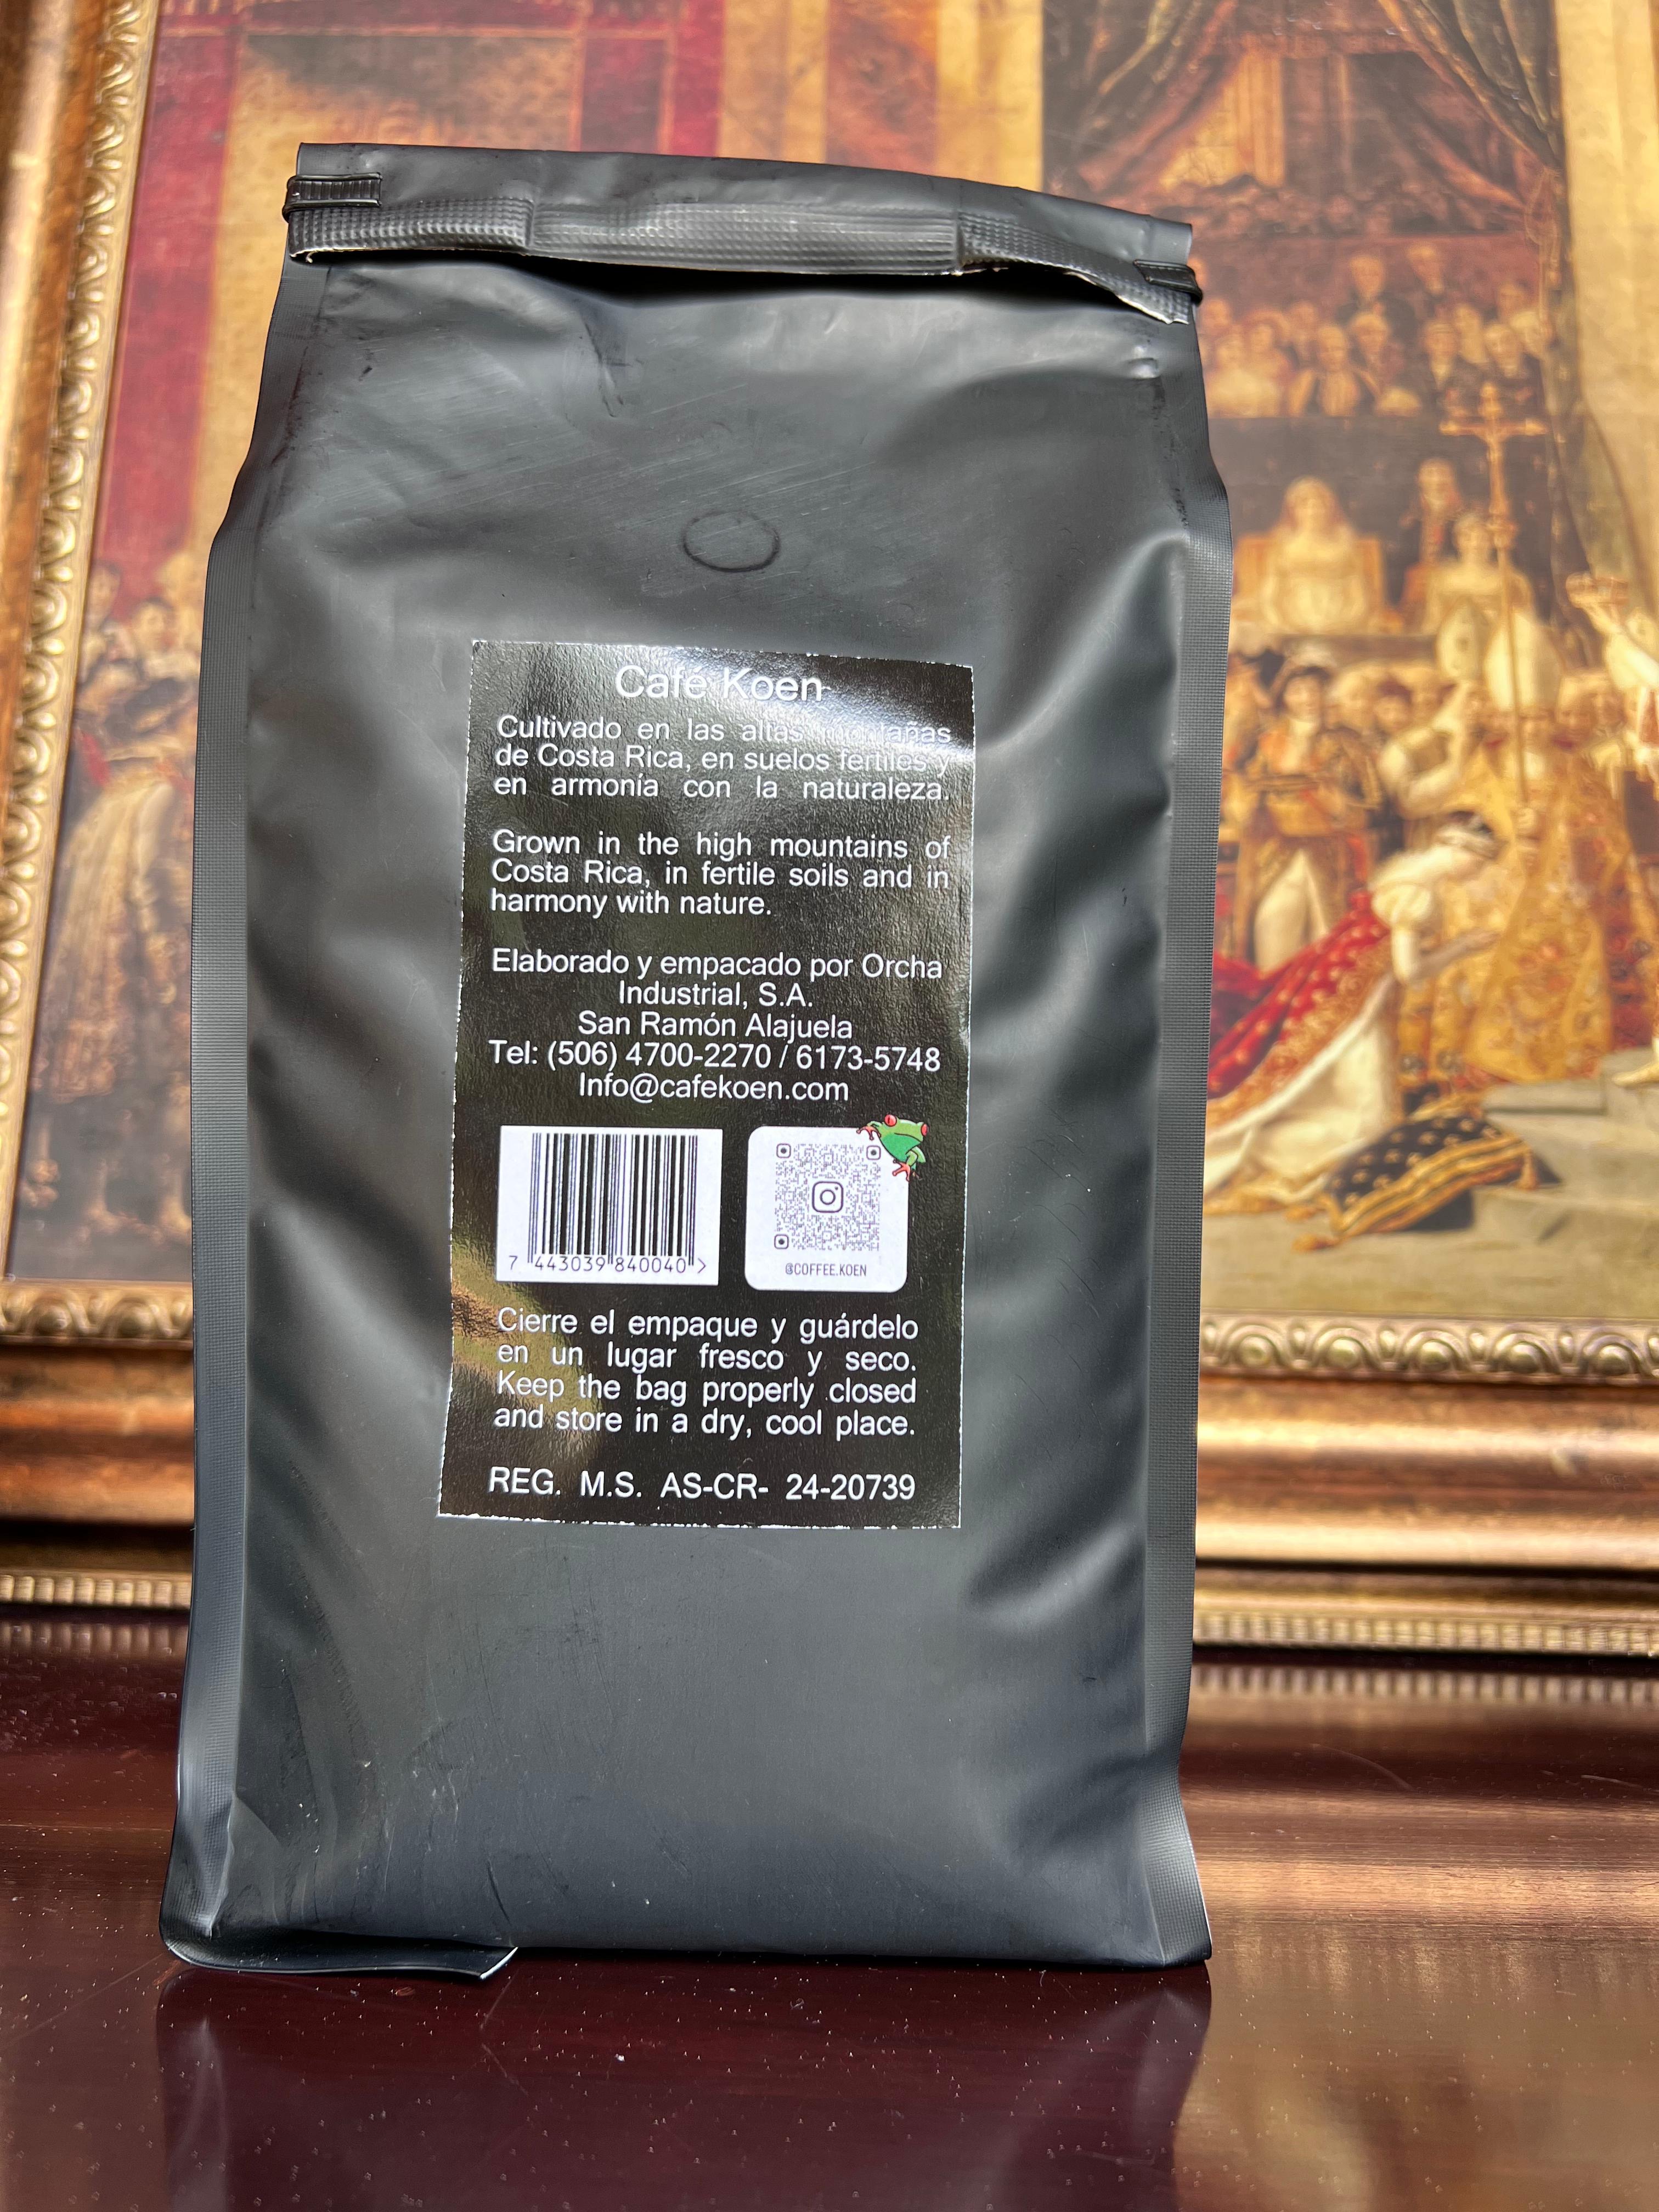 Café Koen
Cultivado en las altas montañas
de Costa Rica, en suelos fertiles y
en armonía con la naturaleza.
Grown in the high mountains of
Costa Rica, in fertile soils and in
harmony with nature.
Elaborado y empacado por Orcha
Industrial, S.A.
San Ramón Alajuela
Tel: (506) 4700-2270 / 6173-5748
Info@cafekoen.com
7 443039 840040 >
@COFFEE.KOEN
Cierre el empaque y guárdelo
en un lugar fresco y seco.
Keep the bag properly closed
and store in a dry, cool place.
REG. M.S. AS-CR- 24-20739